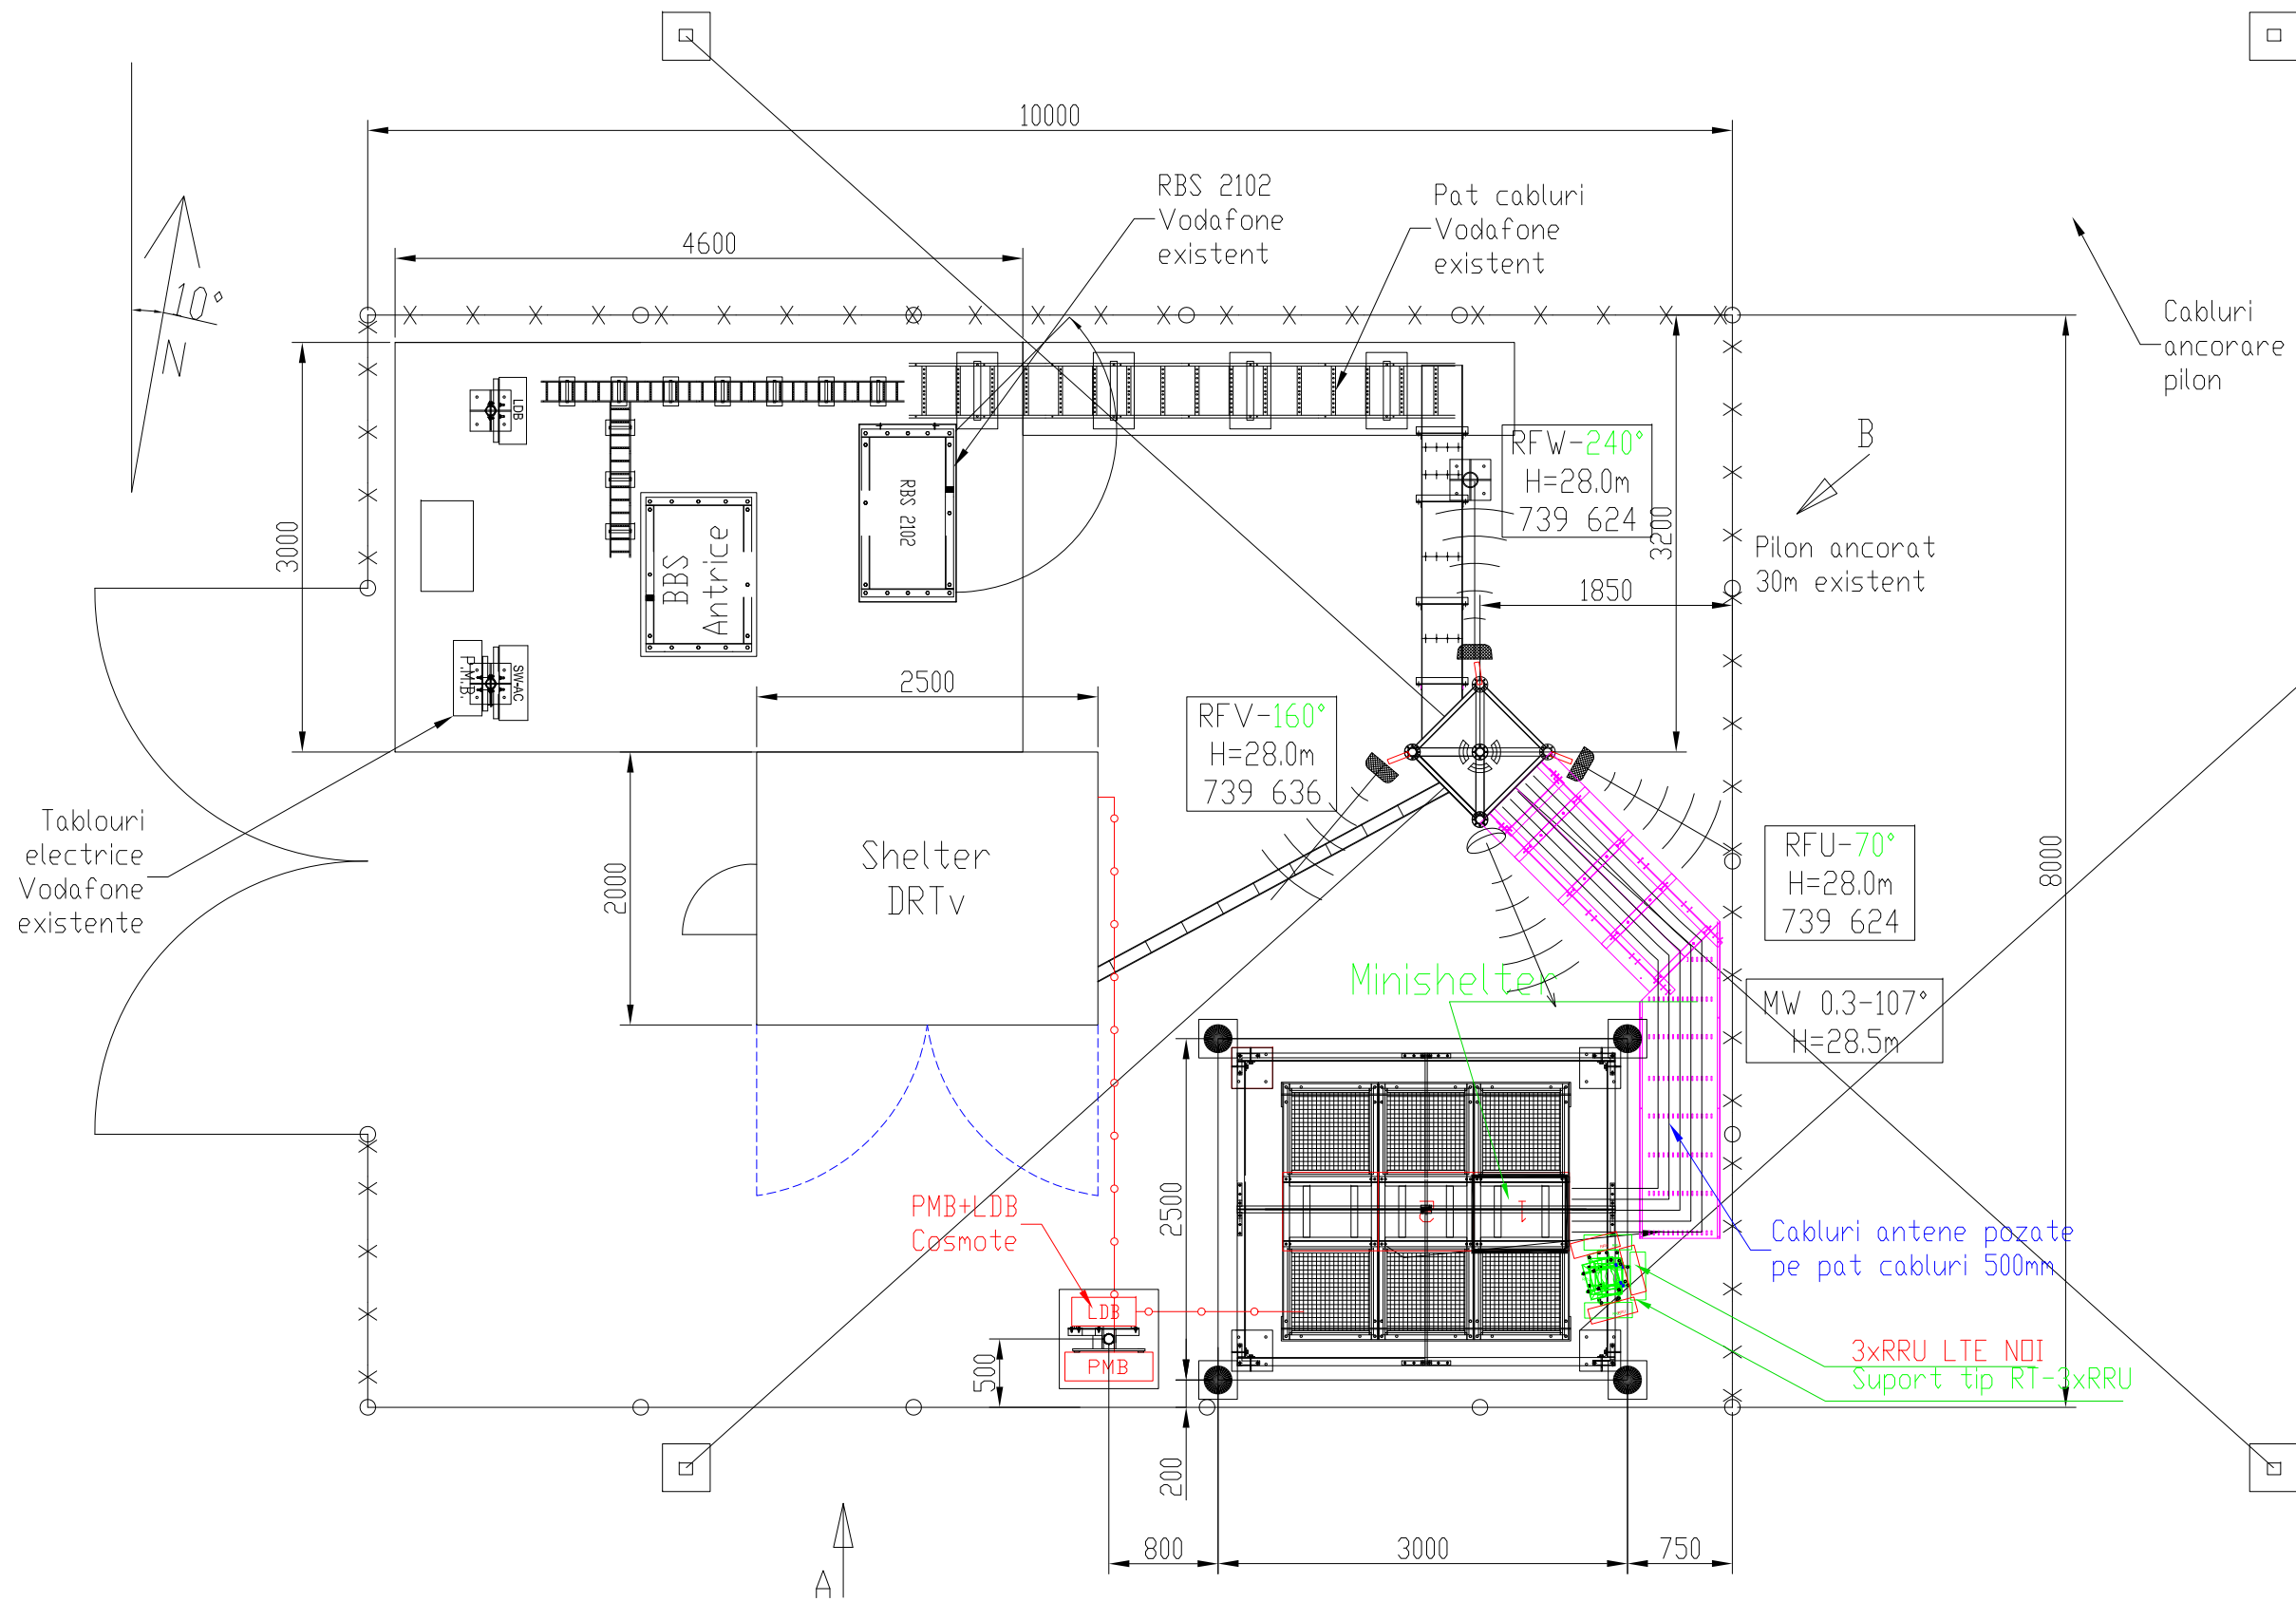 10000
RBS 2102
Vodafone
existent
Pat cabluri
Vodafone
existent
4600
10°
N
Cabluri
ancorare
pilon
B
LDB
RFW-240°
H=28.0m
739 624
3200
3000
RBS 2102
BBS
Antrice
Pilon ancorat
30m existent
1850
P.M.B.
SW-AC
2500
RFV-160°
H=28.0m
739 636
Tablouri
electrice
Vodafone
existente
2000
Shelter
DRTv
RFU-70°
H=28.0m
739 624
8000
Minishelter
MW 0.3-107°
H=28.5m
PMB+LDB
Cosmote
2500
2
1
Cabluri antene pozate
pe pat cabluri 500mm
LDB
PMB
500
3xRRU LTE NOI
Suport tip RT-3xRRU
200
800
3000
750
A